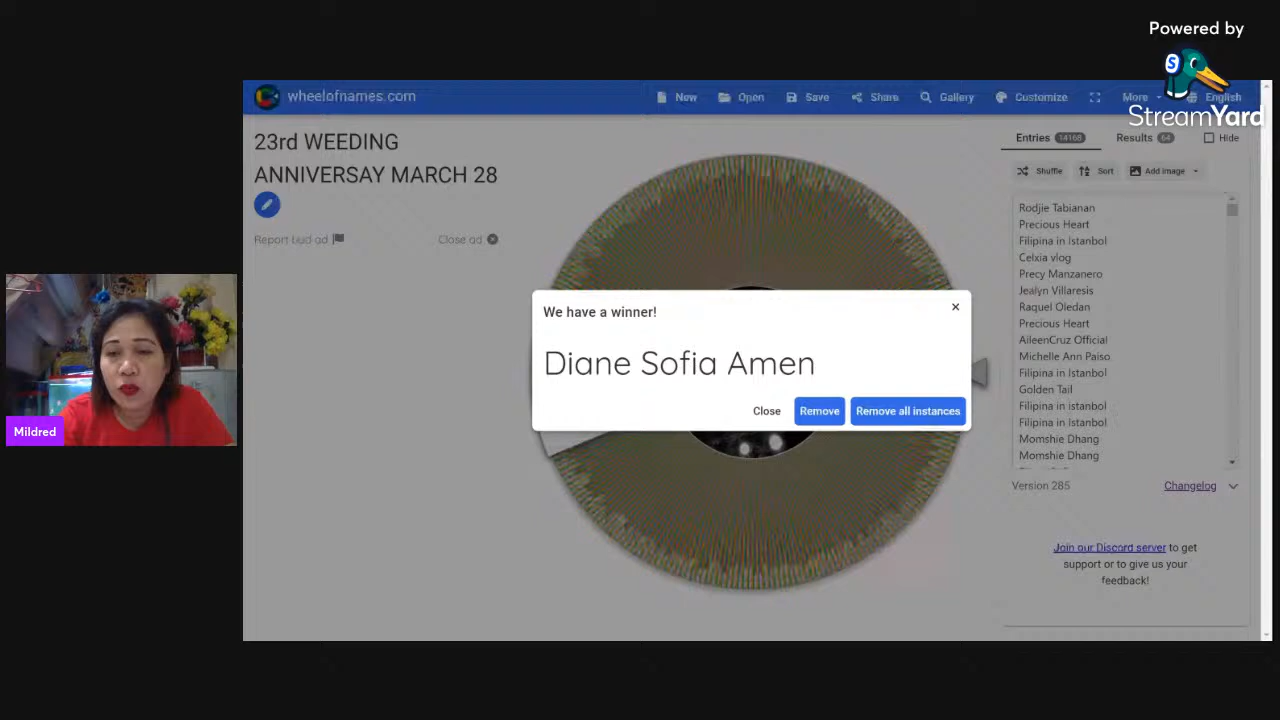 Powered by
StreamYard
wheelofnames.com
New
Open
Save
Share
Gallery
Customize
More
English
23rd WEEDING
ANNIVERSAY MARCH 28
Report bad ad
Close ad
Entries 14168
Results 64
Hide
Shuffle
Sort
Add image
Rodjie Tabianan
Precious Heart
Filipina in Istanbol
Celxia vlog
Precy Manzanero
Jealyn Villaresis
Raquel Oledan
Precious Heart
AileenCruz Official
Michelle Ann Paiso
Filipina in Istanbol
Golden Tail
Filipina in istanbol
Filipina in Istanbol
Momshie Dhang
Momshie Dhang
Version 285
Changelog
Join our Discord server to get
support or to give us your
feedback!
We have a winner!
Diane Sofia Amen
Close
Remove
Remove all instances
Mildred